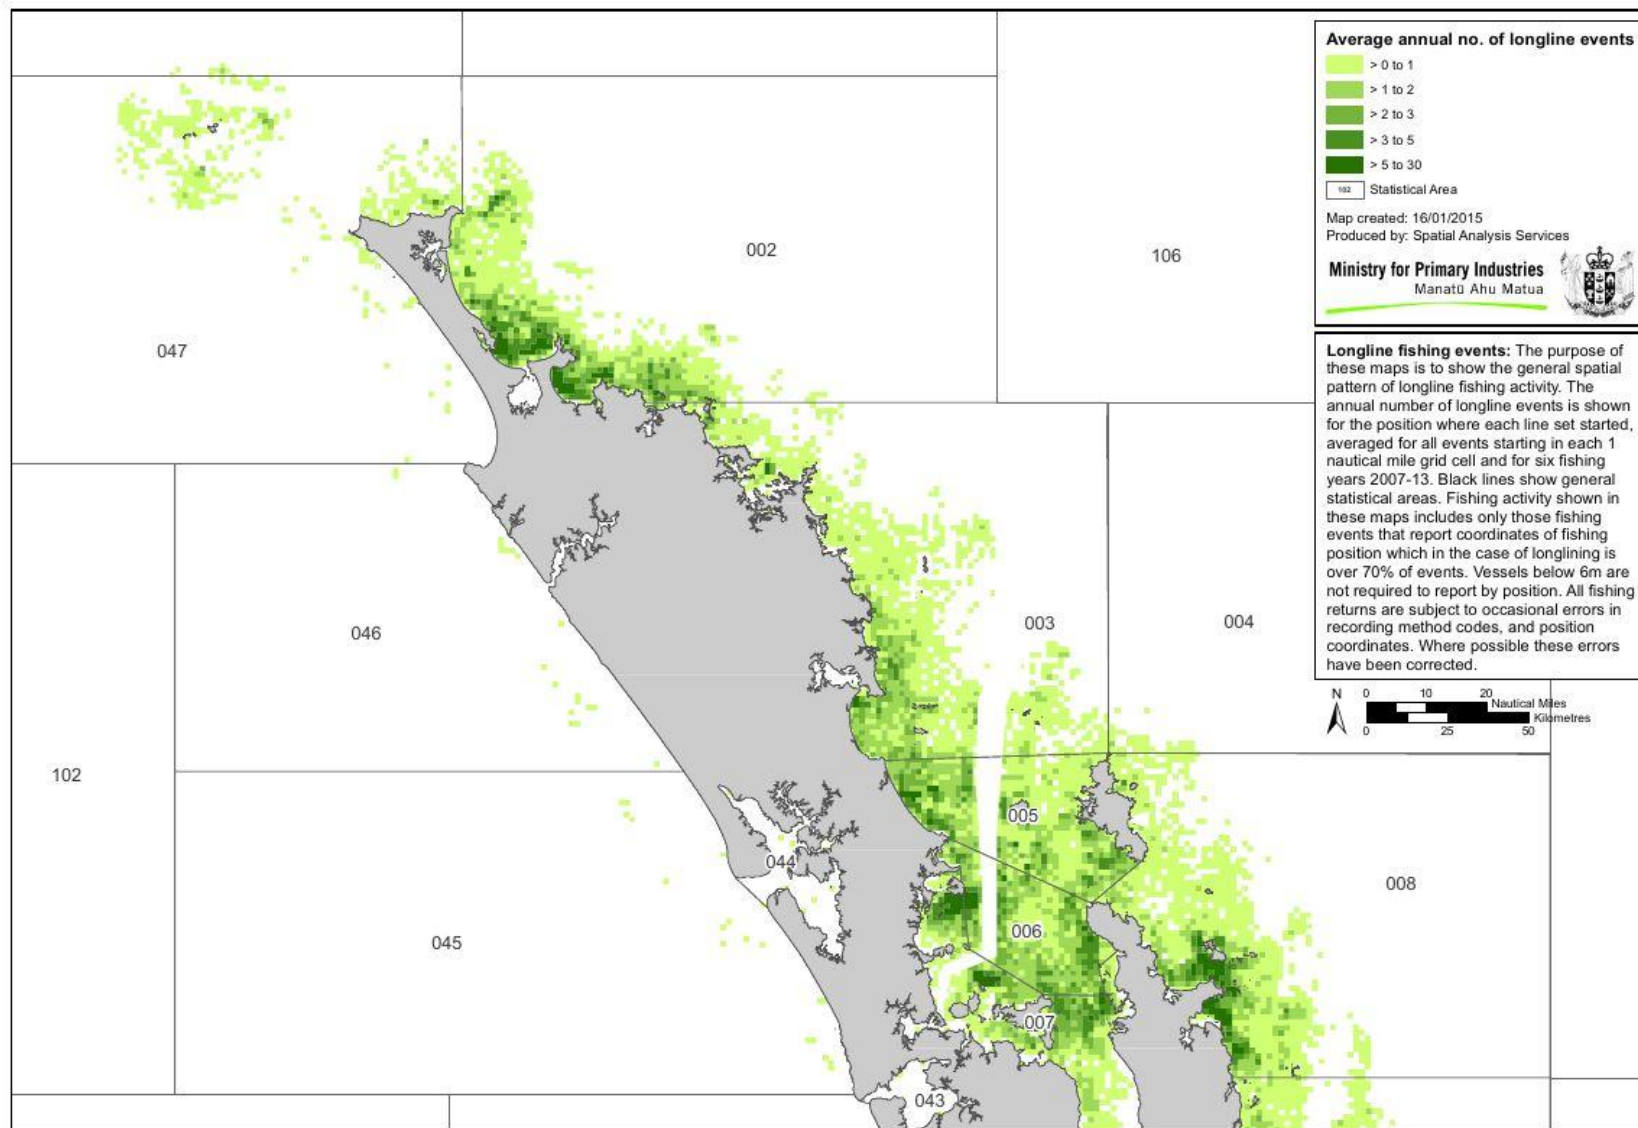 Average annual no. of longline events
> 0 to 1
> 1 to 2
> 2 to 3
> 3 to 5
> 5 to 30
102 Statistical Area
Map created: 16/01/2015
Produced by: Spatial Analysis Services
Ministry for Primary Industries
Manatū Ahu Matua
Longline fishing events: The purpose of
these maps is to show the general spatial
pattern of longline fishing activity. The
annual number of longline events is shown
for the position where each line set started,
averaged for all events starting in each 1
nautical mile grid cell and for six fishing
years 2007-13. Black lines show general
statistical areas. Fishing activity shown in
these maps includes only those fishing
events that report coordinates of fishing
position which in the case of longlining is
over 70% of events. Vessels below 6m are
not required to report by position. All fishing
returns are subject to occasional errors in
recording method codes, and position
coordinates. Where possible these errors
have been corrected.
N
0 10 20
Nautical Miles
Kilometres
0 25 50
002
106
047
003
004
046
102
005
044
008
006
045
007
043